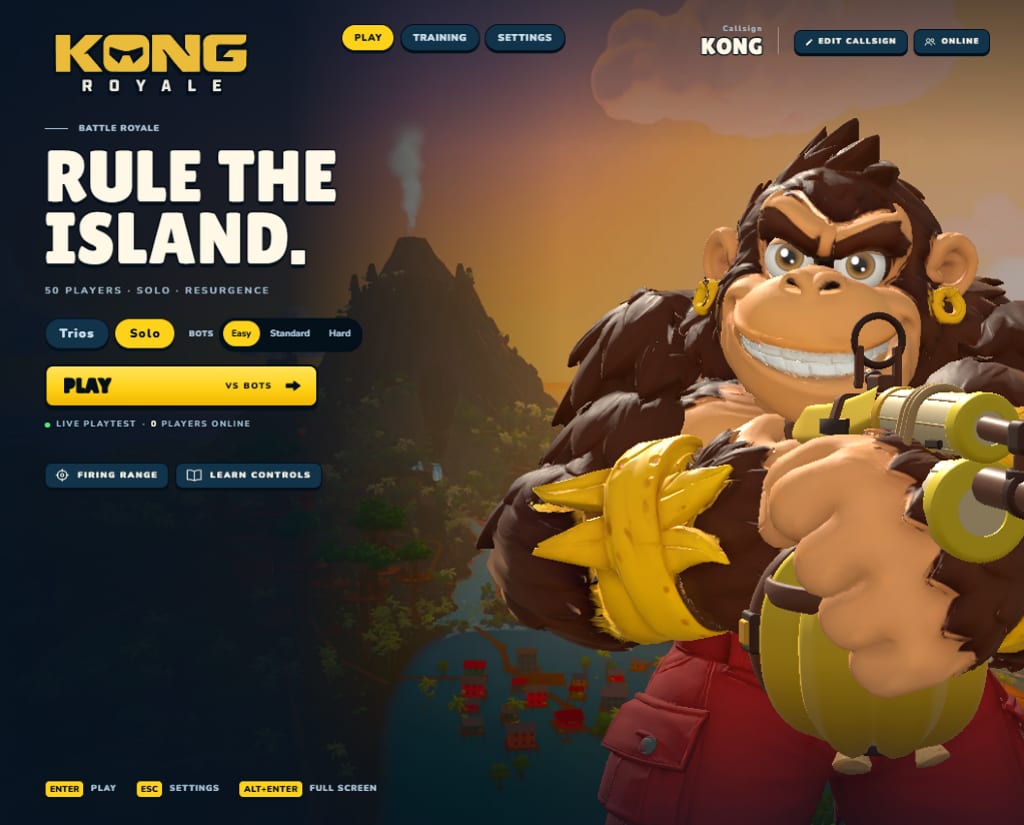 KONG
ROYALE
PLAY TRAINING SETTINGS
Callsign
KONG
EDIT CALLSIGN ONLINE
BATTLE ROYALE
RULE THE
ISLAND.
50 PLAYERS · SOLO · RESURGENCE
Trios Solo BOTS Easy Standard Hard
PLAY VS BOTS
LIVE PLAYTEST · 0 PLAYERS ONLINE
FIRING RANGE LEARN CONTROLS
ENTER PLAY ESC SETTINGS ALT+ENTER FULL SCREEN